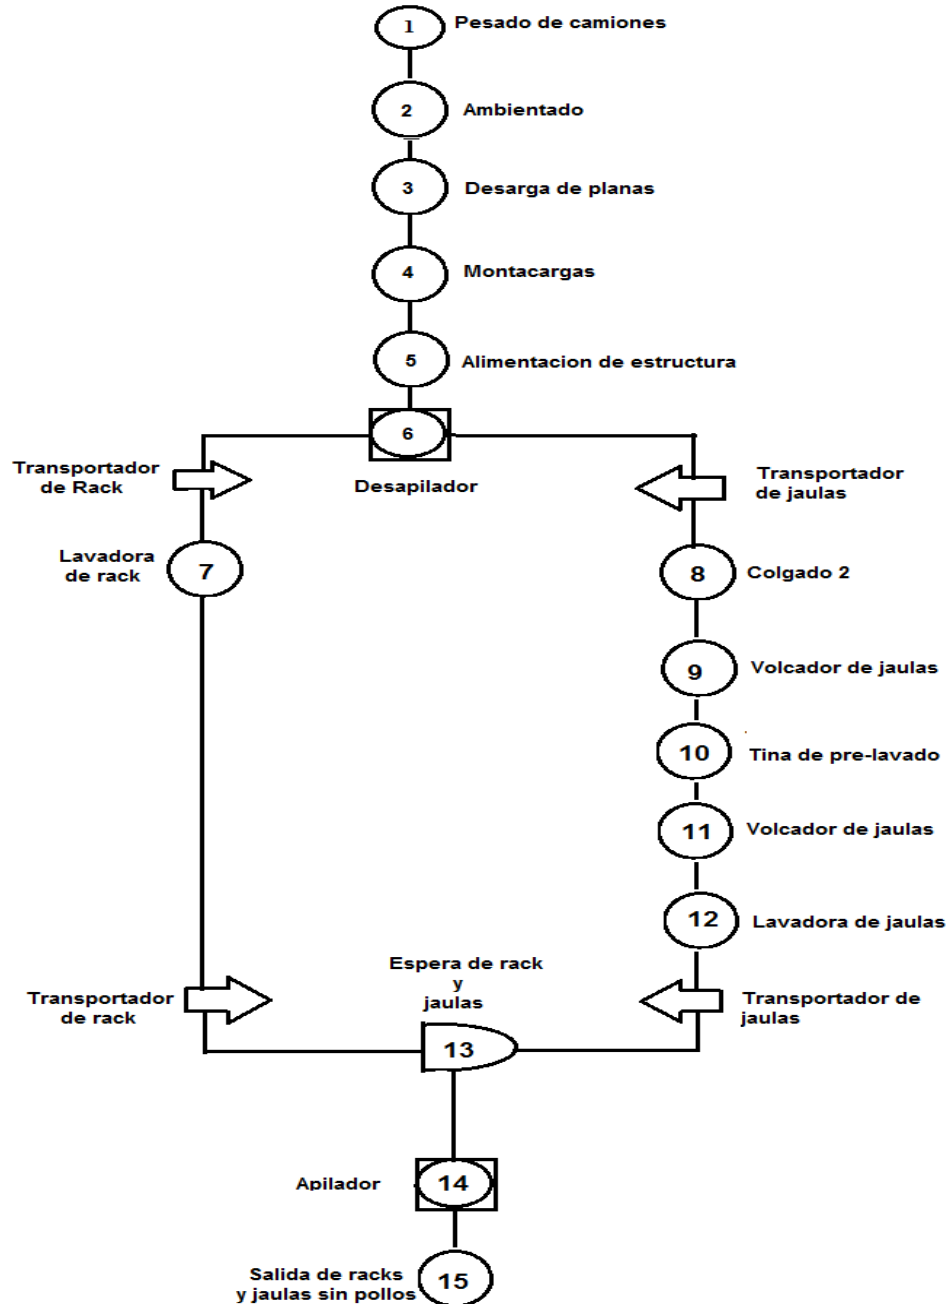 1 Pesado de camiones
2 Ambientado
3 Desarga de planas
4 Montacargas
5 Alimentacion de estructura
6
Desapilador
Transportador
de Rack
Transportador
de jaulas
Lavadora
de rack
7
8 Colgado 2
9 Volcador de jaulas
10 Tina de pre-lavado
11 Volcador de jaulas
12 Lavadora de jaulas
Espera de rack
y
jaulas
Transportador
de rack
Transportador de
jaulas
13
Apilador 14
Salida de racks
y jaulas sin pollos
15